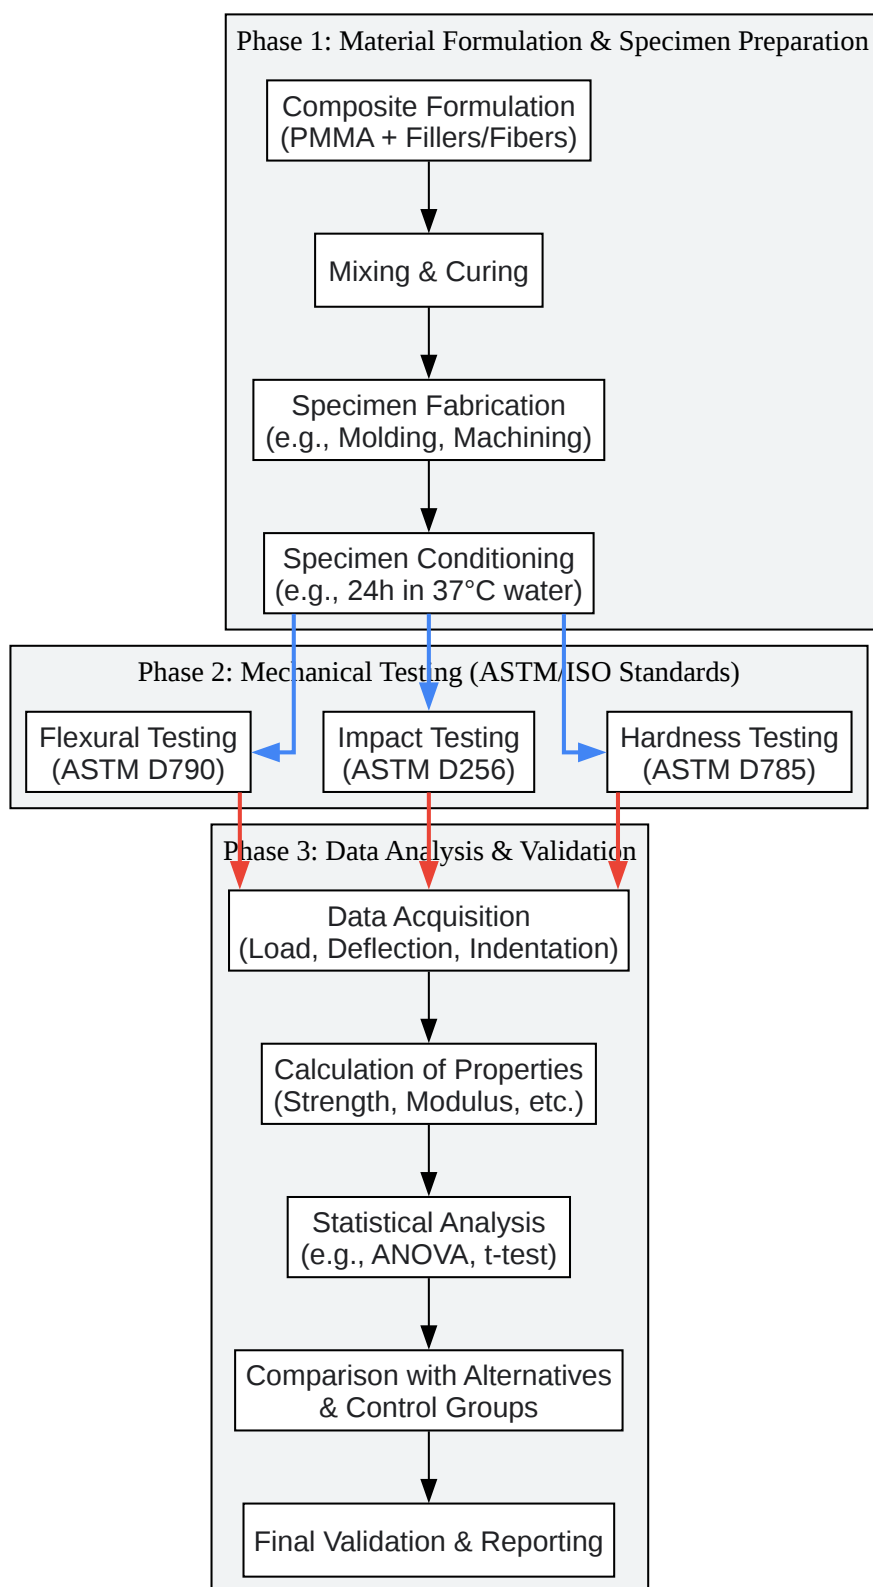 Phase 1: Material Formulation & Specimen Preparation
Composite Formulation
(PMMA + Fillers/Fibers)
Mixing & Curing
Specimen Fabrication
(e.g., Molding, Machining)
Specimen Conditioning
(e.g., 24h in 37°C water)
Phase 2: Mechanical Testing (ASTM/ISO Standards)
Flexural Testing
(ASTM D790)
Impact Testing
(ASTM D256)
Hardness Testing
(ASTM D785)
Phase 3: Data Analysis & Validation
Data Acquisition
(Load, Deflection, Indentation)
Calculation of Properties
(Strength, Modulus, etc.)
Statistical Analysis
(e.g., ANOVA, t-test)
Comparison with Alternatives
& Control Groups
Final Validation & Reporting